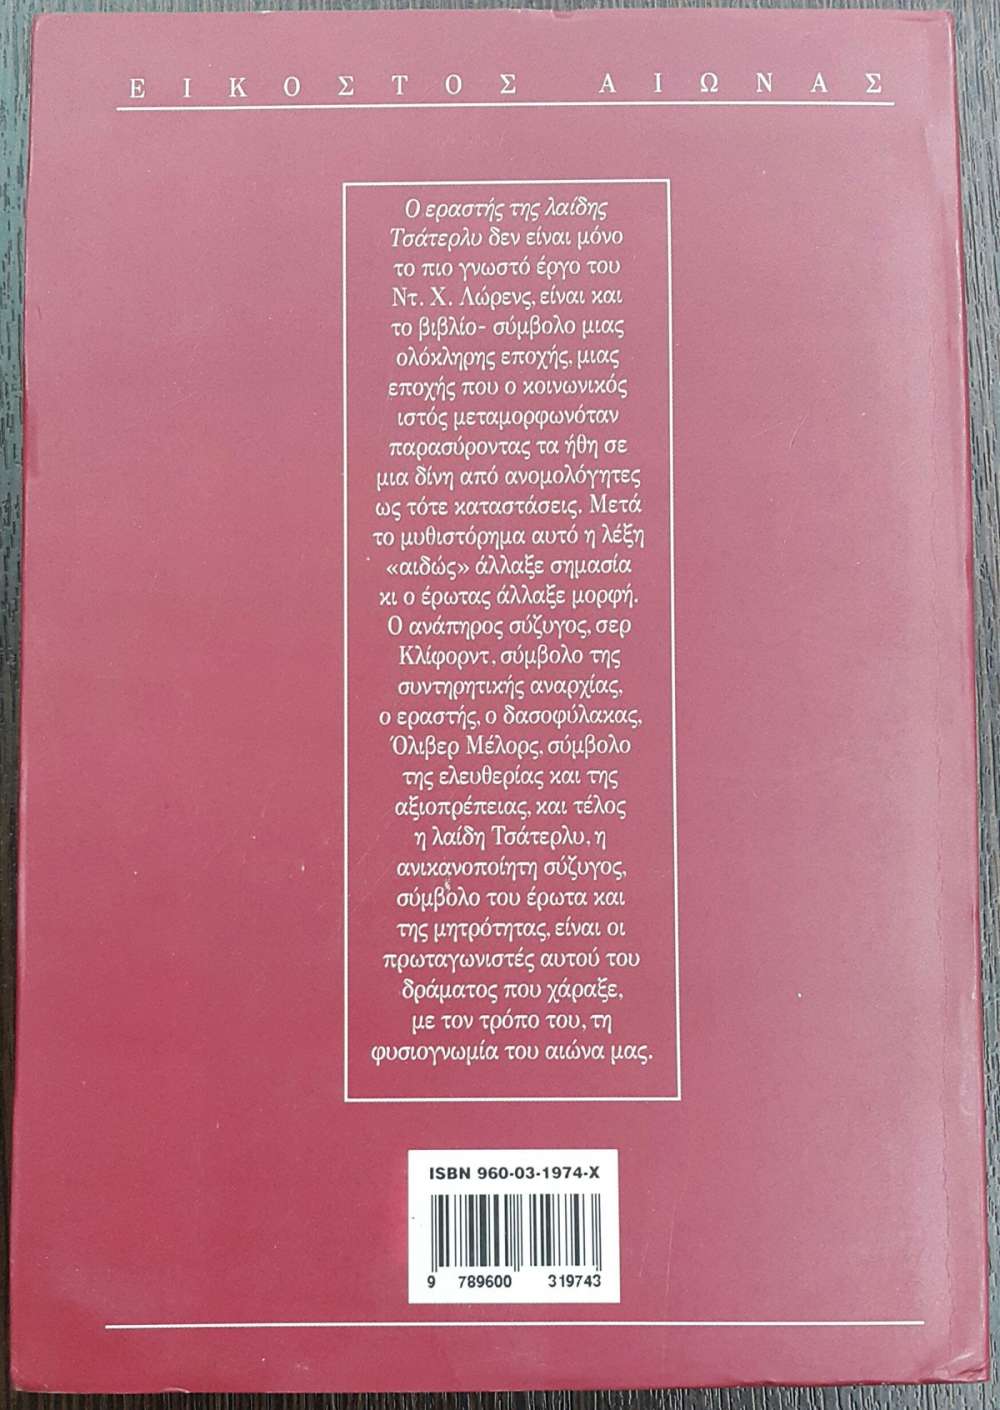 ΕΙΚΟΣΤΟΣ ΑΙΩΝΑΣ
Ο εραστής της λαίδης
Τσάτερλυ δεν είναι μόνο
το πιο γνωστό έργο του
Ντ. Χ. Λώρενς, είναι και
το βιβλίο- σύμβολο μιας
ολόκληρης εποχής, μιας
εποχής που ο κοινωνικός
ιστός μεταμορφωνόταν
παρασύροντας τα ήθη σε
μια δίνη από ανομολόγητες
ως τότε καταστάσεις. Μετά
το μυθιστόρημα αυτό η λέξη
«αιδώς» άλλαξε σημασία
κι ο έρωτας άλλαξε μορφή.
Ο ανάπηρος σύζυγος, σερ
Κλίφορντ, σύμβολο της
συντηρητικής αναρχίας,
ο εραστής, ο δασοφύλακας,
Όλιβερ Μέλορς, σύμβολο
της ελευθερίας και της
αξιοπρέπειας, και τέλος
η λαίδη Τσάτερλυ, η
ανικανοποίητη σύζυγος,
σύμβολο του έρωτα και
της μητρότητας, είναι οι
πρωταγωνιστές αυτού του
δράματος που χάραξε,
με τον τρόπο του, τη
φυσιογνωμία του αιώνα μας.
ISBN 960-03-1974-X
9 789600 319743